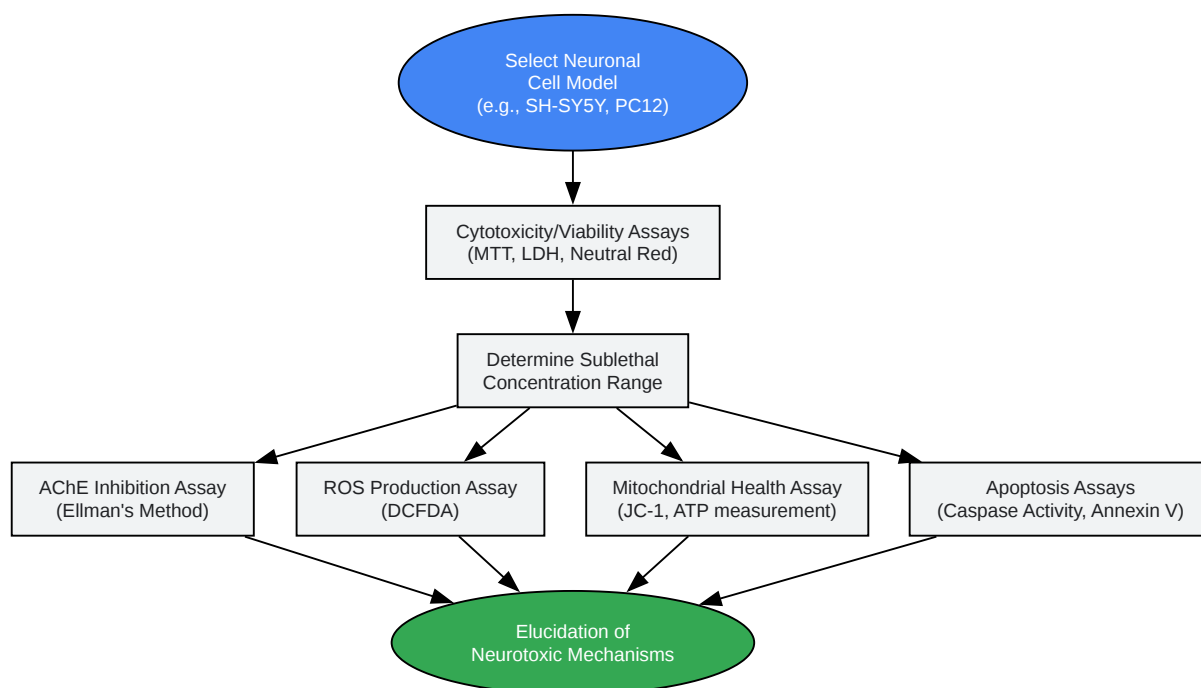 Select Neuronal
Cell Model
(e.g., SH-SY5Y, PC12)
Cytotoxicity/Viability Assays
(MTT, LDH, Neutral Red)
Determine Sublethal
Concentration Range
AChE Inhibition Assay
(Ellman's Method)
ROS Production Assay
(DCFDA)
Mitochondrial Health Assay
(JC-1, ATP measurement)
Apoptosis Assays
(Caspase Activity, Annexin V)
Elucidation of
Neurotoxic Mechanisms